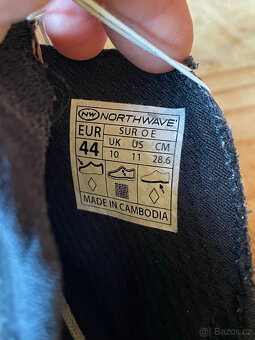 NW NORTHWAVE
EUR SUR O E
44 UK US CM
10 11 28.6
MADE IN CAMBODIA
Bazos.cz